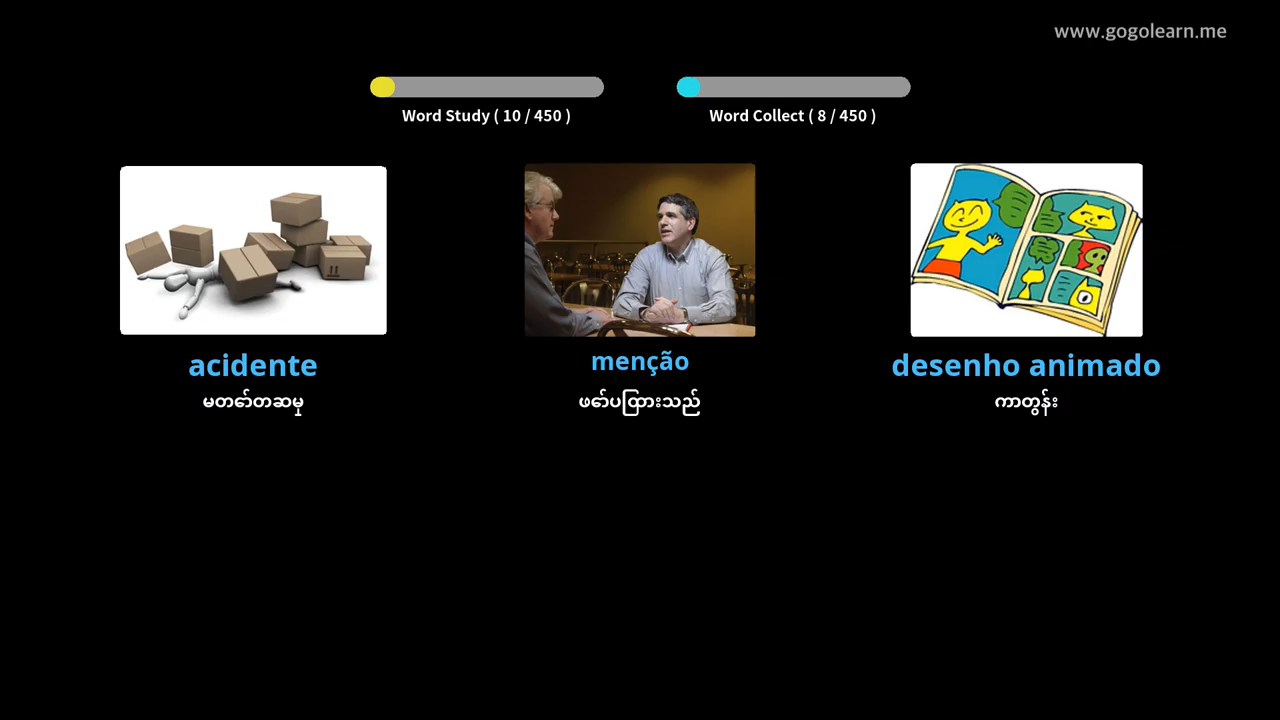 www.gogolearn.me
Word Study ( 10 / 450 )
Word Collect ( 8 / 450 )
acidente
menção
desenho animado
မတော်တဆမှု
ဖော်ပြထားသည်
ကာတွန်း